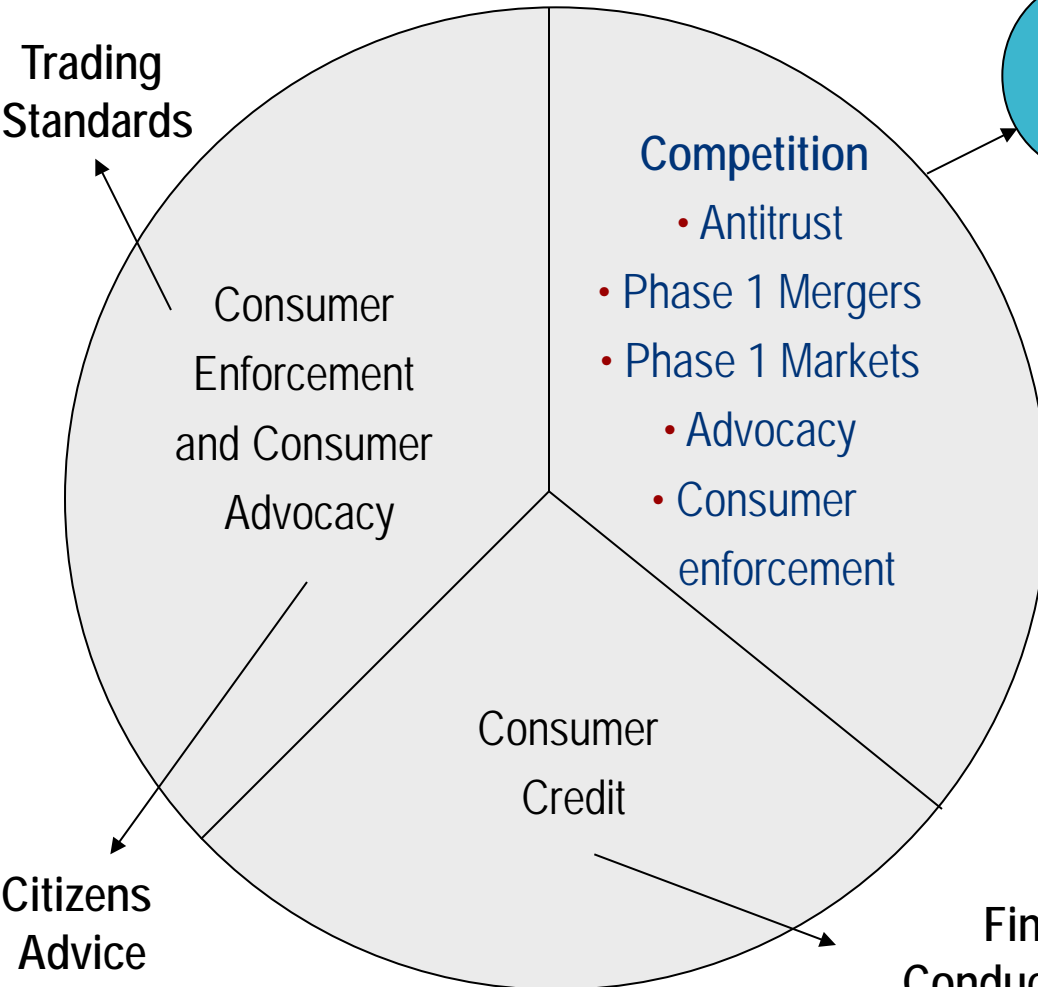 Trading
Standards
Competition
• Antitrust
• Phase 1 Mergers
• Phase 1 Markets
• Advocacy
• Consumer
enforcement
Consumer
Enforcement
and Consumer
Advocacy
Consumer
Credit
Citizens
Advice